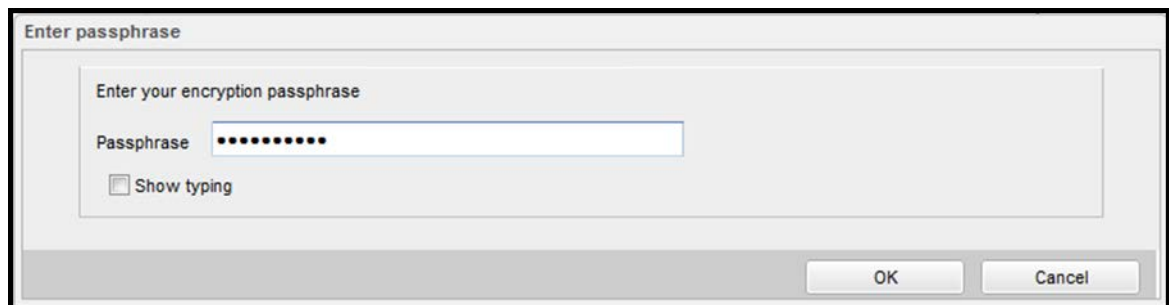 Enter passphrase
Enter your encryption passphrase
Passphrase ••••••••••
Show typing
OK Cancel